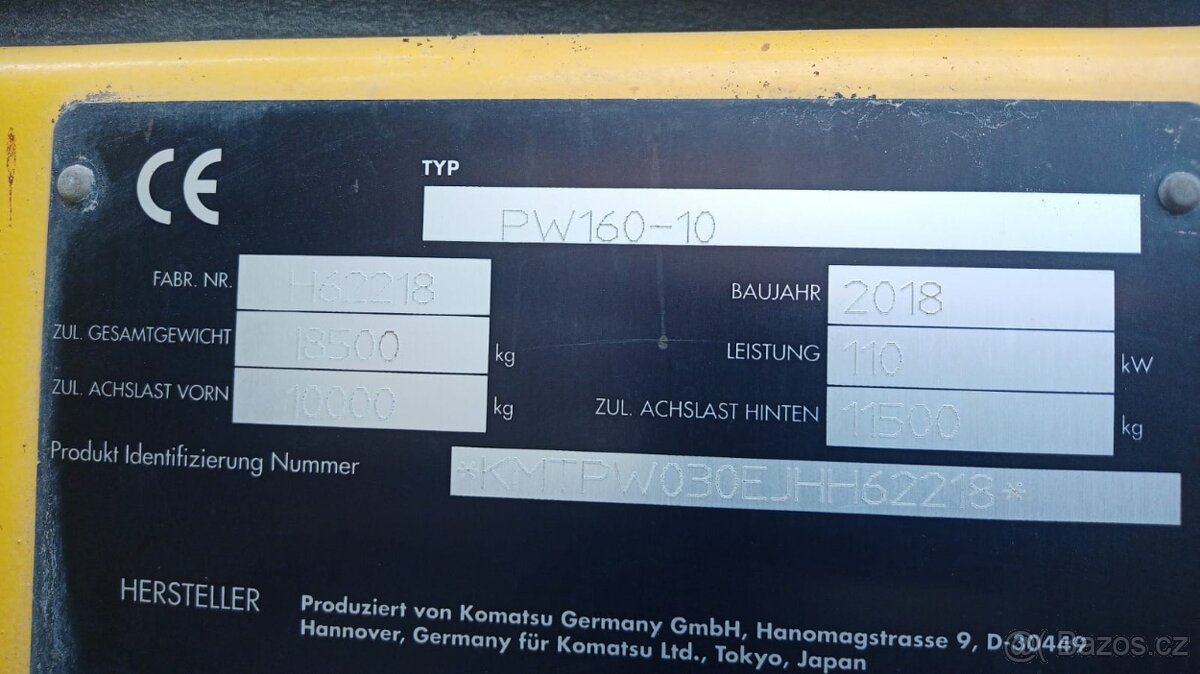 CE
TYP
PW160-10
FABR. NR. H62218
BAUJAHR 2018
ZUL. GESAMTGEWICHT 18500 kg
LEISTUNG 110 kW
ZUL. ACHSLAST VORN 10000 kg
ZUL. ACHSLAST HINTEN 11500 kg
Produkt Identifizierung Nummer *KMTPW030EJHH62218*
HERSTELLER
Produziert von Komatsu Germany GmbH, Hanomagstrasse 9, D-30449
Hannover, Germany für Komatsu Ltd., Tokyo, Japan
@Bazos.cz